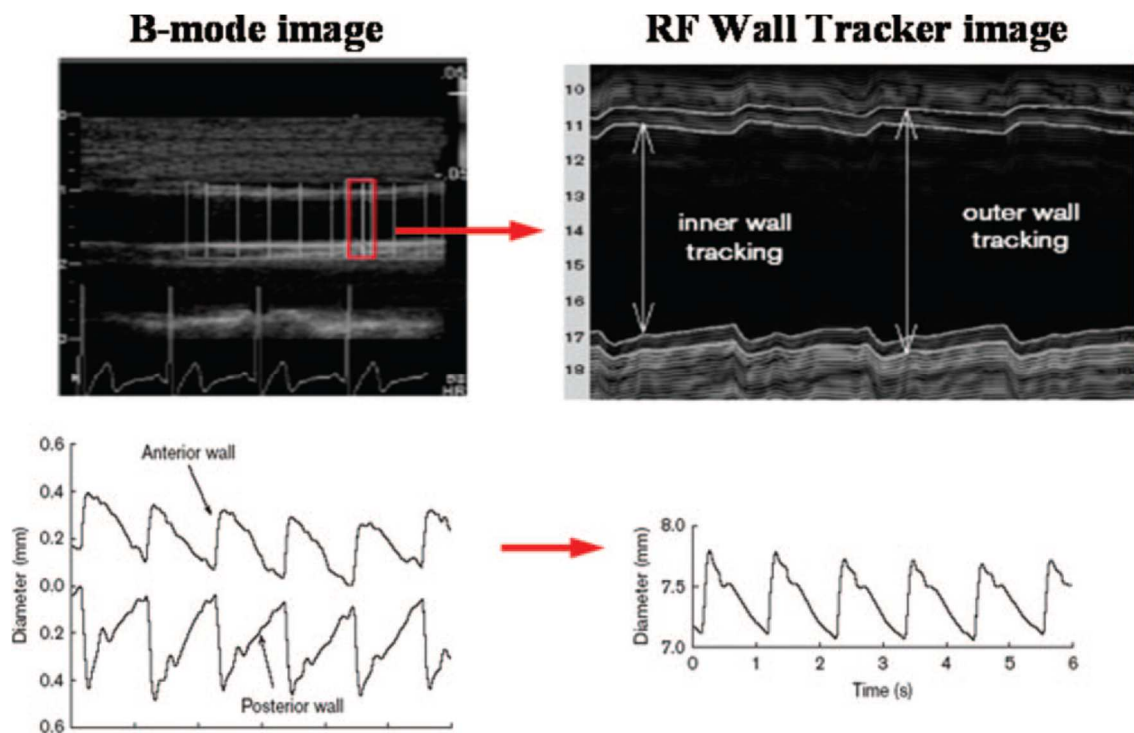 B-mode image
RF Wall Tracker image
.05
.05
10
11
12
13
14
15
16
17
18
inner wall
tracking
outer wall
tracking
0.6
0.4
0.2
0.0
0.2
0.4
0.6
Diameter (mm)
Anterior wall
Posterior wall
8.0
7.5
7.0
Diameter (mm)
0
1
2
3
4
5
6
Time (s)